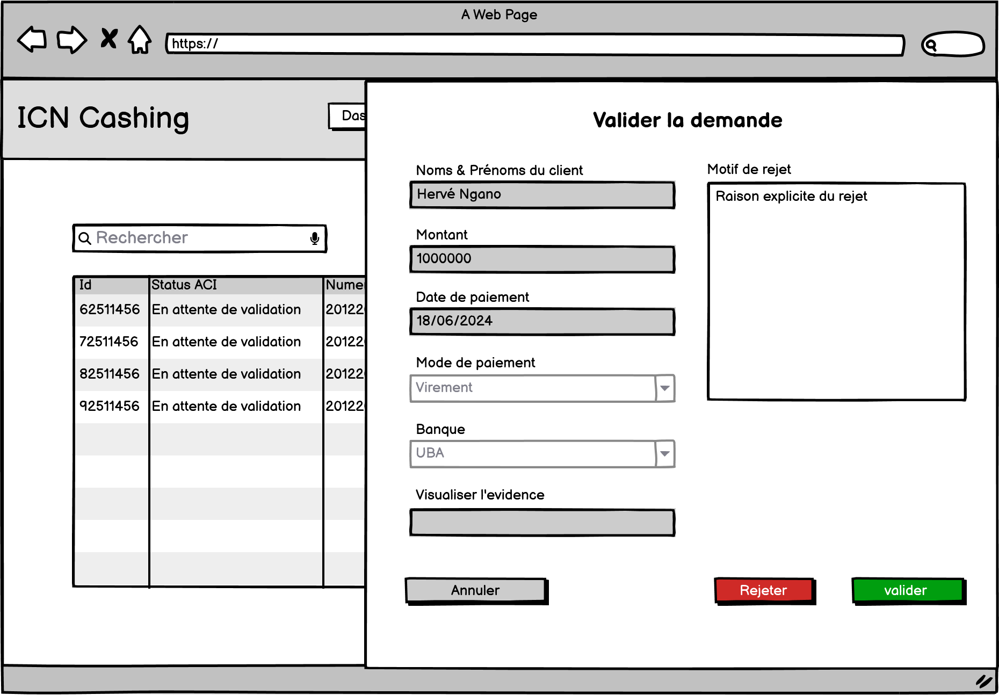 A Web Page
https://
ICN Cashing
Das
Rechercher
Id Status ACI Numer
62511456 En attente de validation 20122
72511456 En attente de validation 20122
82511456 En attente de validation 20122
92511456 En attente de validation 20122
Valider la demande
Noms & Prénoms du client
Hervé Ngano
Montant
1000000
Date de paiement
18/06/2024
Mode de paiement
Virement
Banque
UBA
Visualiser l'evidence
Motif de rejet
Raison explicite du rejet
Annuler
Rejeter
valider